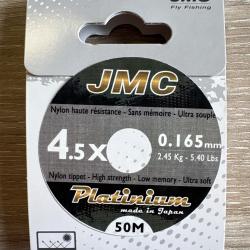 JMC
Fly Fishing
JMC
Nylon haute résistance - Sans mémoire - Ultra souple
4.5X
0.165mm
2.45 Kg - 5.40 Lbs
Nylon tippet - High strength - Low memory - Ultra soft
Platinium
made in Japan
50M